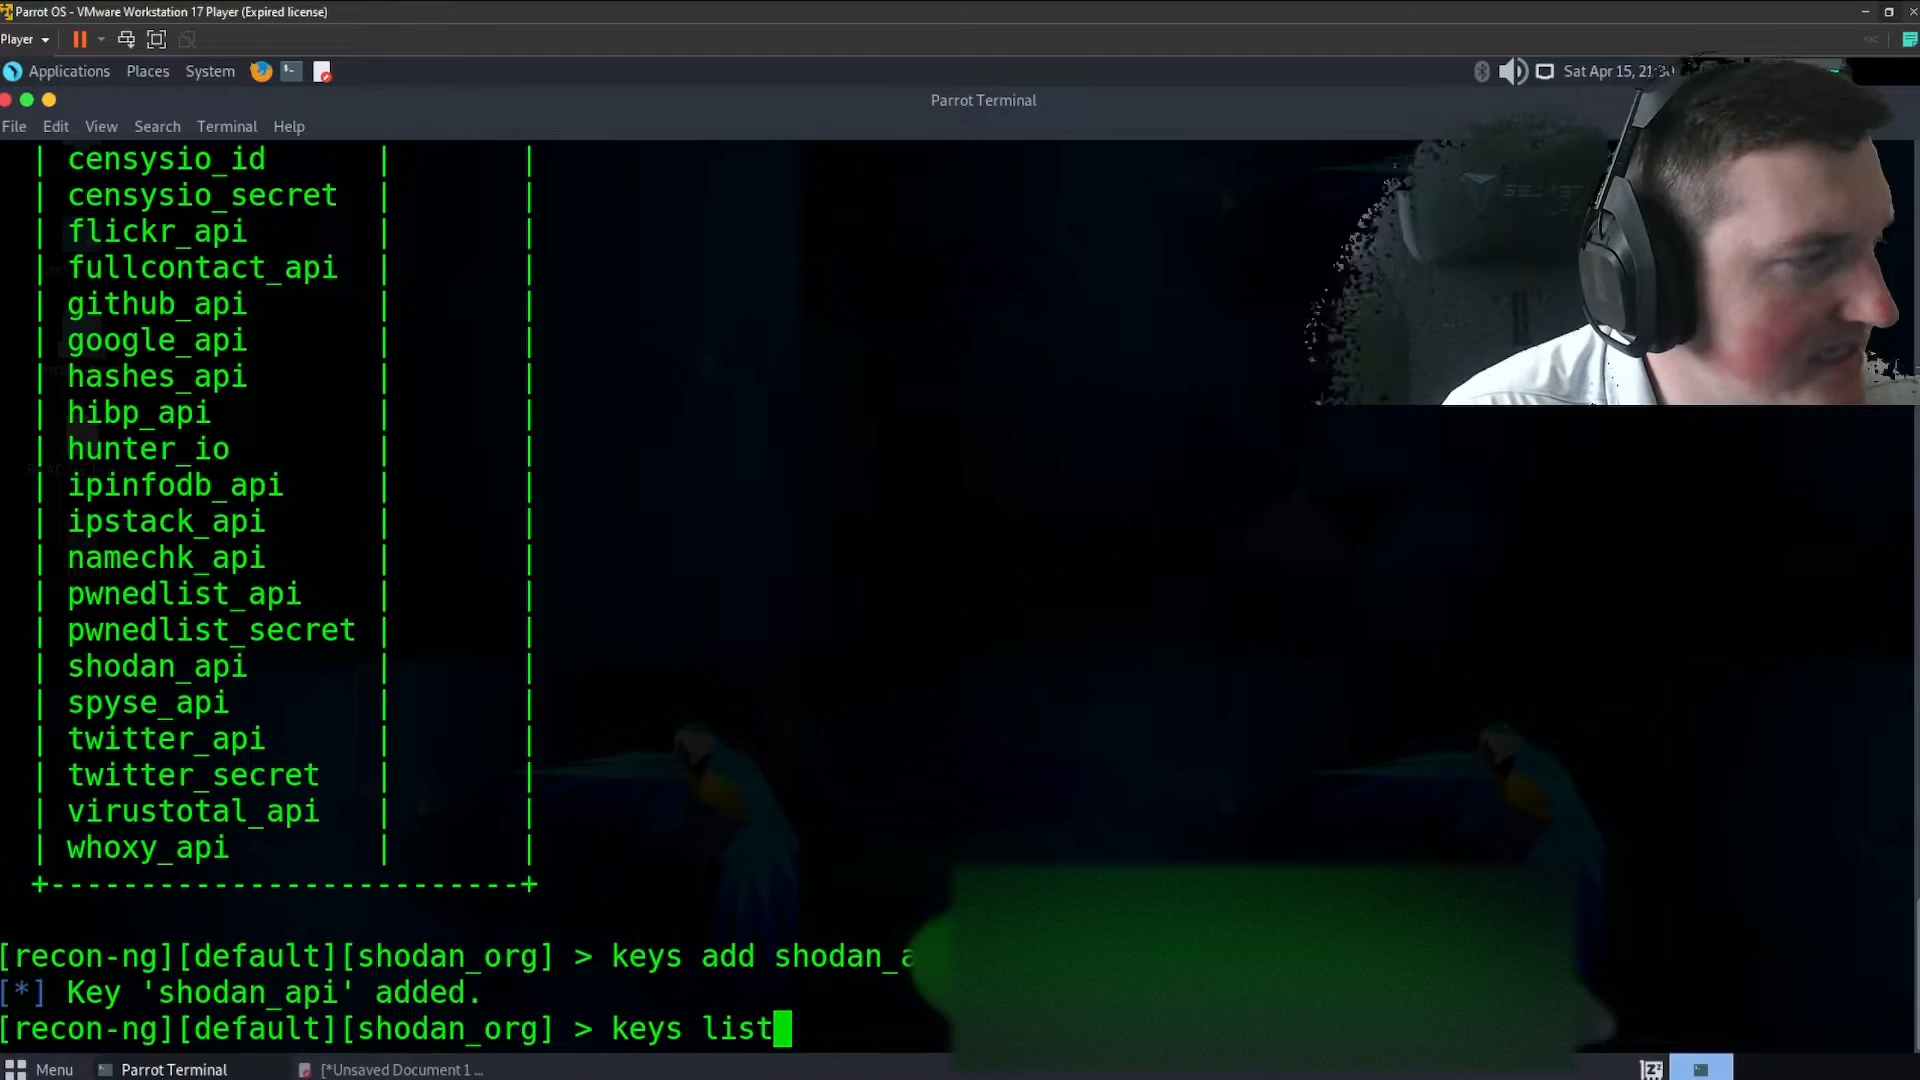 Parrot OS - VMware Workstation 17 Player (Expired license)
Player
Applications Places System
Sat Apr 15, 21:30
Parrot Terminal
File Edit View Search Terminal Help
| censysio_id | |
| censysio_secret | |
| flickr_api | |
| fullcontact_api | |
| github_api | |
| google_api | |
| hashes_api | |
| hibp_api | |
| hunter_io | |
| ipinfodb_api | |
| ipstack_api | |
| namechk_api | |
| pwnedlist_api | |
| pwnedlist_secret | |
| shodan_api | |
| spyse_api | |
| twitter_api | |
| twitter_secret | |
| virustotal_api | |
| whoxy_api | |
+--------------------------+
[recon-ng][default][shodan_org] > keys add shodan_a
[*] Key 'shodan_api' added.
[recon-ng][default][shodan_org] > keys list
Menu Parrot Terminal [*Unsaved Document 1 ...